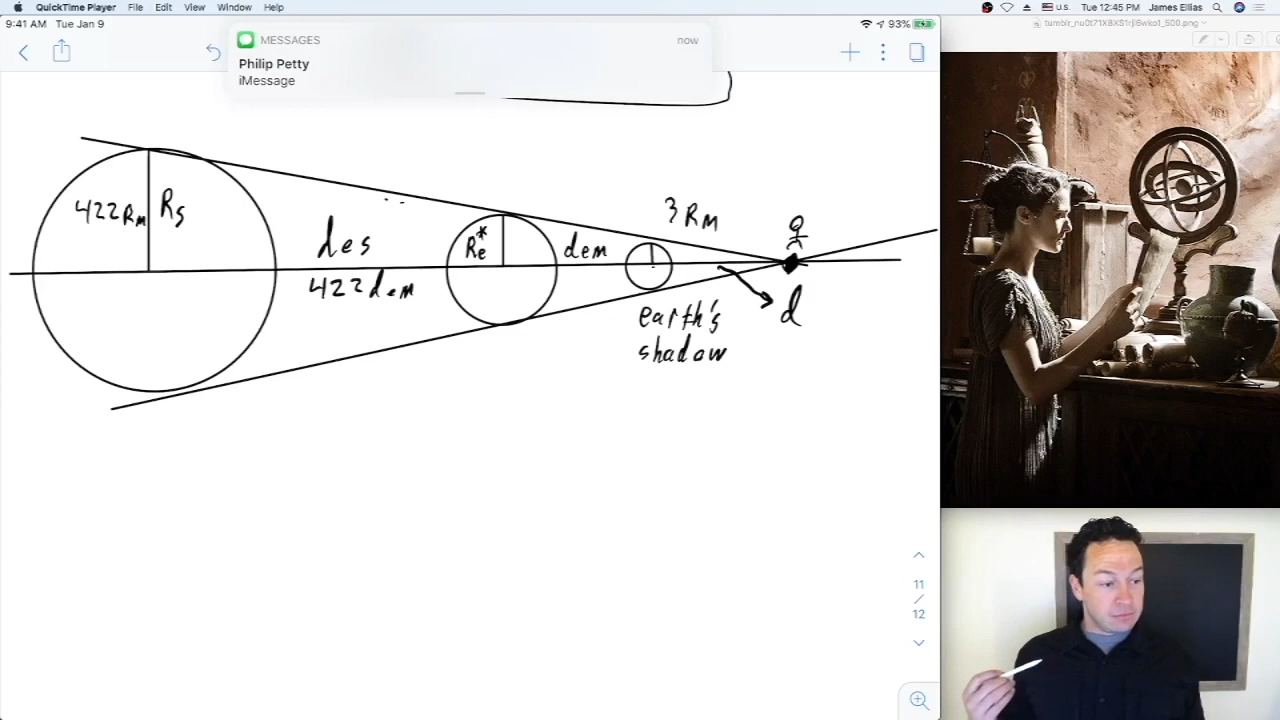 QuickTime Player File Edit View Window Help
U.S. Tue 12:45 PM James Ellias
9:41 AM Tue Jan 9
93%
MESSAGES
now
Philip Petty
iMessage
422Rm Rs
des
422dem
Re*
dem
3Rm
d
earth's
shadow
11
/
12